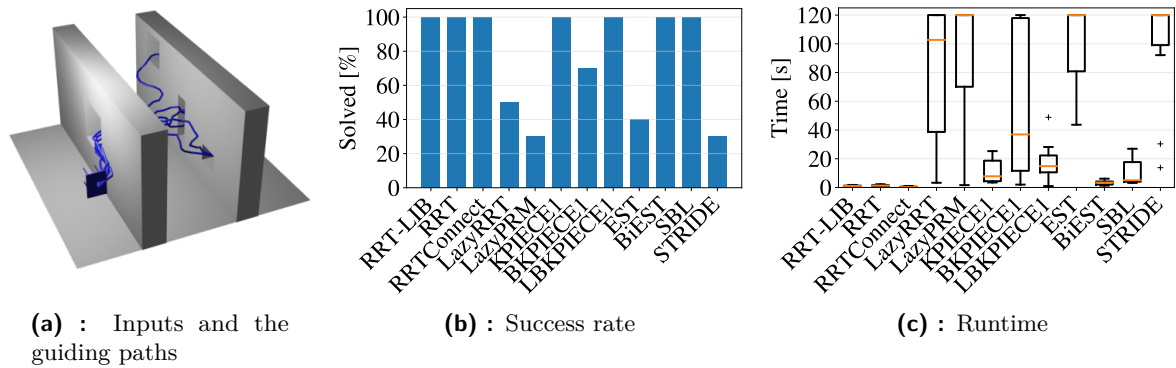 100%
80%
60%
40%
20%
0%
Solved [%]
RRT-LIB
RRT
RRTConnect
LazyRRT
LazyPRM
KPIECE1
BKPIECE1
LBKPIECE1
EST
BiEST
SBL
STRIDE
120
100
80
60
40
20
0
Time [s]
RRT-LIB
RRT
RRTConnect
LazyRRT
LazyPRM
KPIECE1
BKPIECE1
LBKPIECE1
EST
BiEST
SBL
STRIDE
(a) : Inputs and the
guiding paths
(b) : Success rate
(c) : Runtime